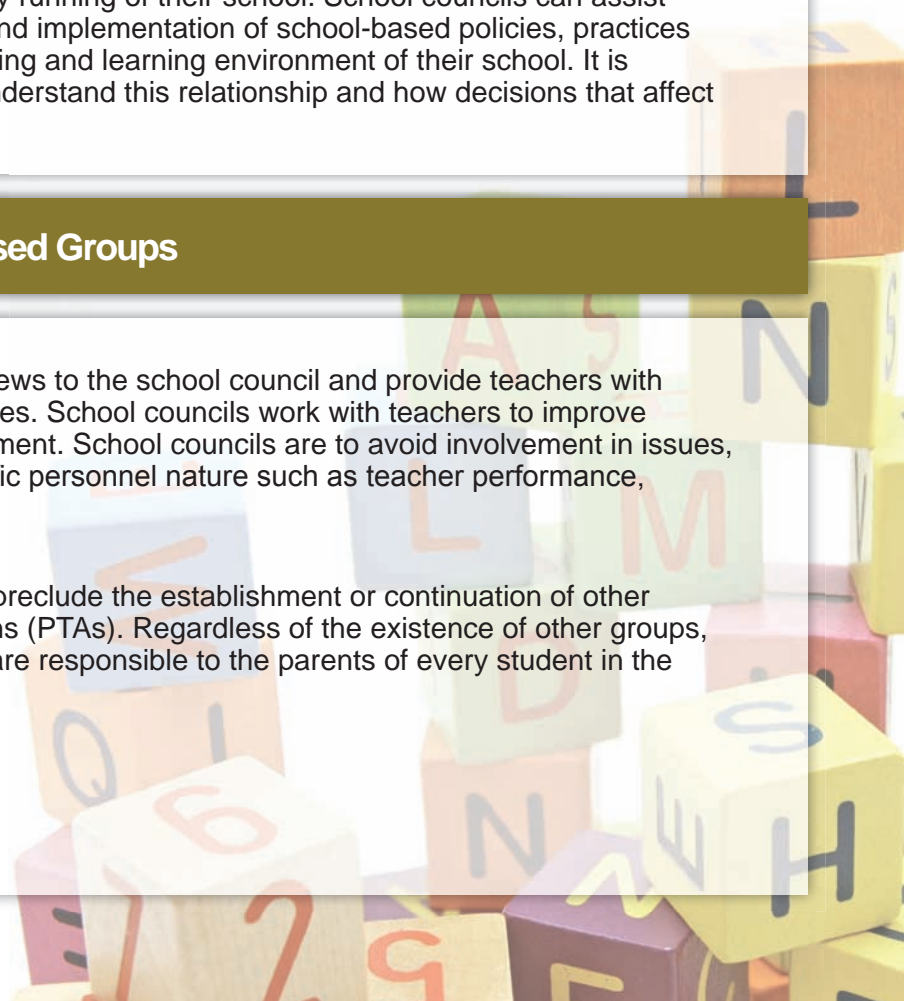 running of their school. School councils can assist
nd implementation of school-based policies, practices
ing and learning environment of their school. It is
derstand this relationship and how decisions that affect
sed Groups
ews to the school council and provide teachers with
es. School councils work with teachers to improve
ment. School councils are to avoid involvement in issues,
ic personnel nature such as teacher performance,
preclude the establishment or continuation of other
ns (PTAs). Regardless of the existence of other groups,
are responsible to the parents of every student in the
L
A S
N
L
M
D
Q I
S
6
N
E H
2